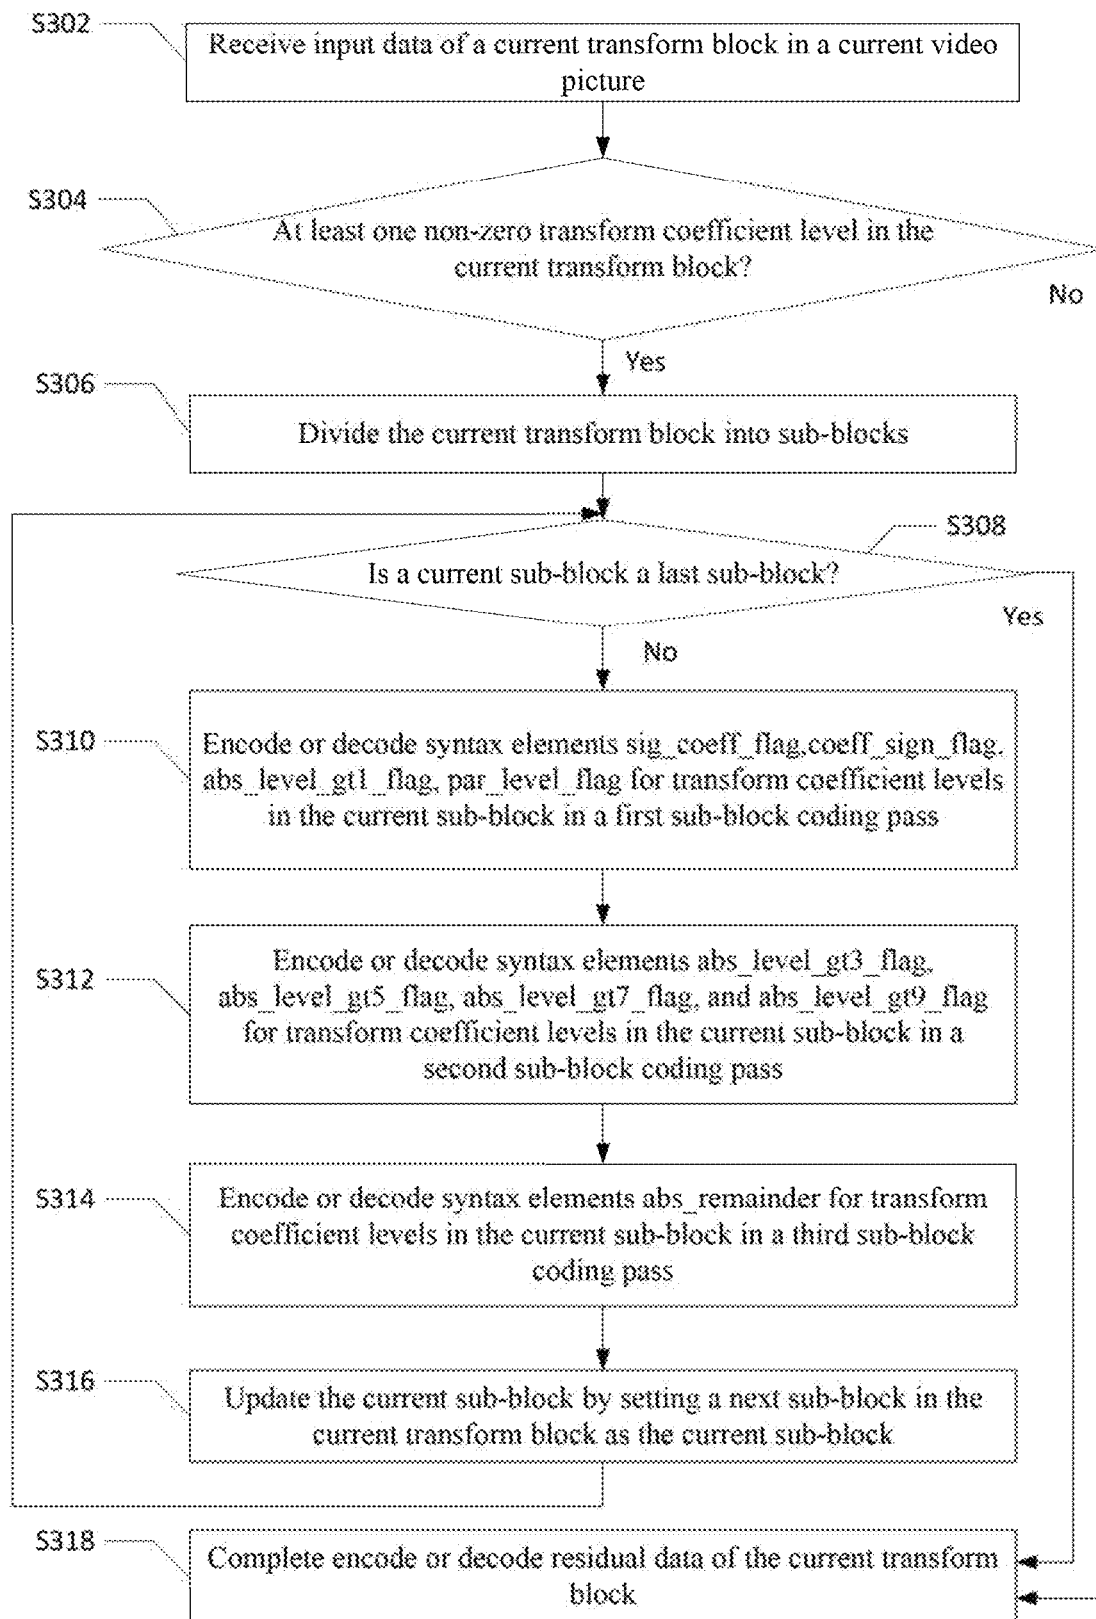 S302
Receive input data of a current transform block in a current video
picture
S304
At least one non-zero transform coefficient level in the
current transform block?
No
Yes
S306
Divide the current transform block into sub-blocks
S308
Is a current sub-block a last sub-block?
Yes
No
S310
Encode or decode syntax elements sig_coeff_flag,coeff_sign_flag.
abs_level_gt1_flag, par_level_flag for transform coefficient levels
in the current sub-block in a first sub-block coding pass
S312
Encode or decode syntax elements abs_level_gt3_flag,
abs_level_gt5_flag, abs_level_gt7_flag, and abs_level_gt9_flag
for transform coefficient levels in the current sub-block in a
second sub-block coding pass
S314
Encode or decode syntax elements abs_remainder for transform
coefficient levels in the current sub-block in a third sub-block
coding pass
S316
Update the current sub-block by setting a next sub-block in the
current transform block as the current sub-block
S318
Complete encode or decode residual data of the current transform
block